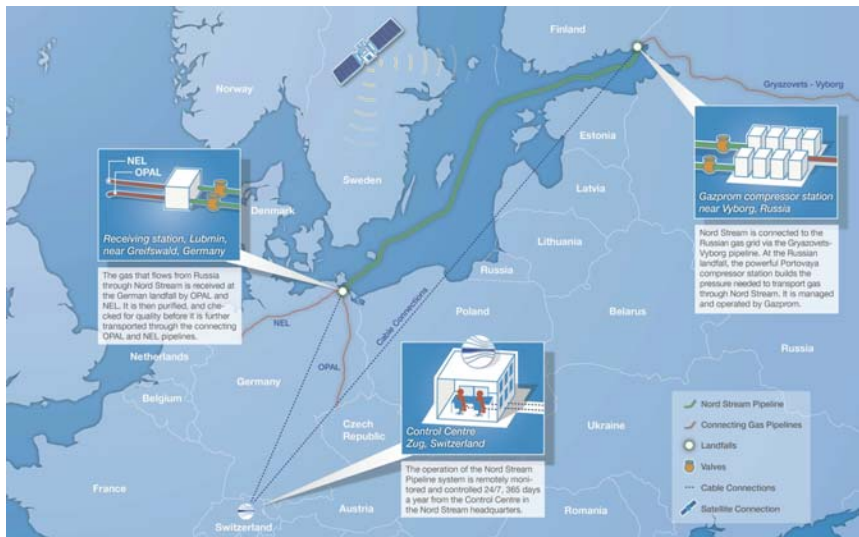 Finland
Norway
Gryazovets - Vyborg
NEL
OPAL
Estonia
Receiving station, Lubmin,
near Greifswald, Germany
Sweden
Denmark
Latvia
Gazprom compressor station
near Vyborg, Russia
The gas that flows from Russia
through Nord Stream is received at
the German landfall by OPAL and
NEL. It is then purified, and che-
cked for quality before it is further
transported through the connecting
OPAL and NEL pipelines.
Lithuania
Nord Stream is connected to the
Russian gas grid via the Gryazovets-
Vyborg pipeline. At the Russian
landfall, the powerful Portovaya
compressor station builds the
pressure needed to transport gas
through Nord Stream. It is managed
and operated by Gazprom.
Russia
Cable Connections
NEL
Poland
Belarus
Russia
Netherlands
OPAL
Germany
Belgium
Czech
Republic
Control Centre
Zug, Switzerland
Ukraine
The operation of the Nord Stream
Pipeline system is remotely moni-
tored and controlled 24/7, 365 days
a year from the Control Centre in
the Nord Stream headquarters.
France
Austria
Switzerland
Romania
Nord Stream Pipeline
Connecting Gas Pipelines
Landfalls
Valves
Cable Connections
Satellite Connection